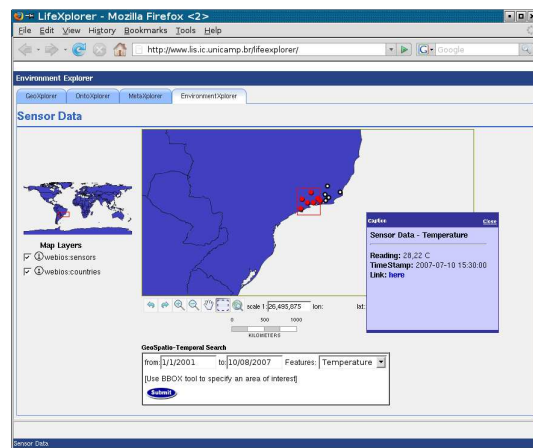 LifeXplorer - Mozilla Firefox <2>
File Edit View History Bookmarks Tools Help
http://www.lis.ic.unicamp.br/lifeexplorer/
Google
Environment Explorer
GeoXplorer OntoXplorer MetaXplorer EnvironmentXplorer
Sensor Data
Map Layers
webios:sensors
webios:countries
Caption Close
Sensor Data - Temperature
Reading: 28,22 C
TimeStamp: 2007-07-10 15:30:00
Link: here
scale 1: 26,495,875 lon: lat:
0 500 1000
KILOMETERS
GeoSpatio-Temporal Search
from: 1/1/2001 to: 10/08/2007 Features: Temperature
[Use BBOX tool to specify an area of interest]
Submit
Sensor Data